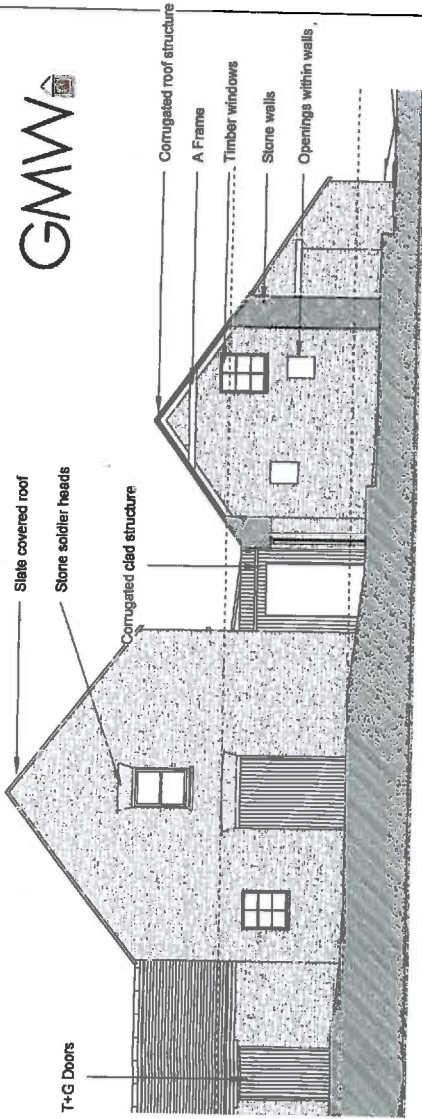 GMW
Slate covered roof
Stone soldier heads
Corrugated clad structure
T+G Doors
Corrugated roof structure
A Frame
Timber windows
Stone walls
Openings within walls ,